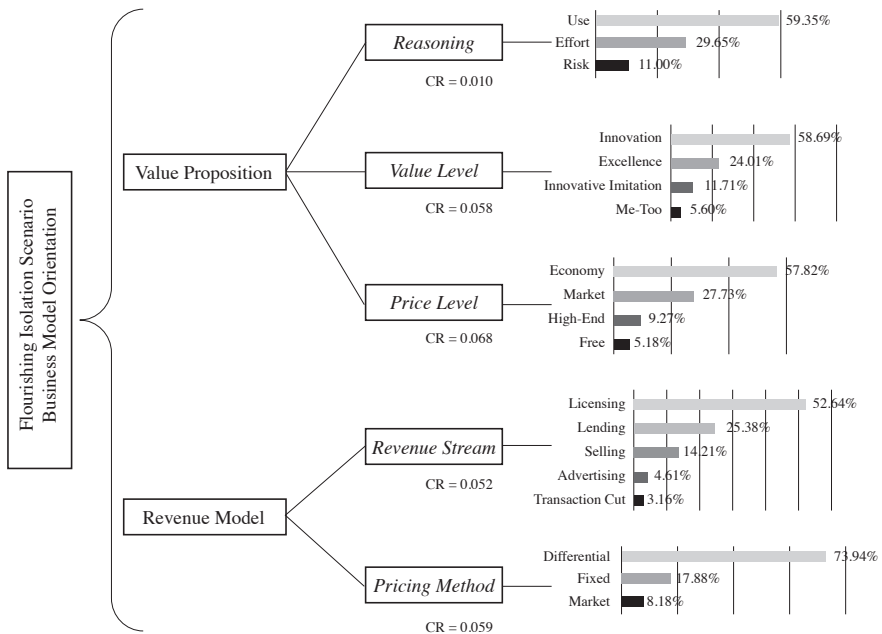 Flourishing Isolation Scenario
Business Model Orientation
Value Proposition
Reasoning
CR = 0.010
Use 59.35%
Effort 29.65%
Risk 11.00%
Value Level
CR = 0.058
Innovation 58.69%
Excellence 24.01%
Innovative Imitation 11.71%
Me-Too 5.60%
Price Level
CR = 0.068
Economy 57.82%
Market 27.73%
High-End 9.27%
Free 5.18%
Revenue Model
Revenue Stream
CR = 0.052
Licensing 52.64%
Lending 25.38%
Selling 14.21%
Advertising 4.61%
Transaction Cut 3.16%
Pricing Method
CR = 0.059
Differential 73.94%
Fixed 17.88%
Market 8.18%